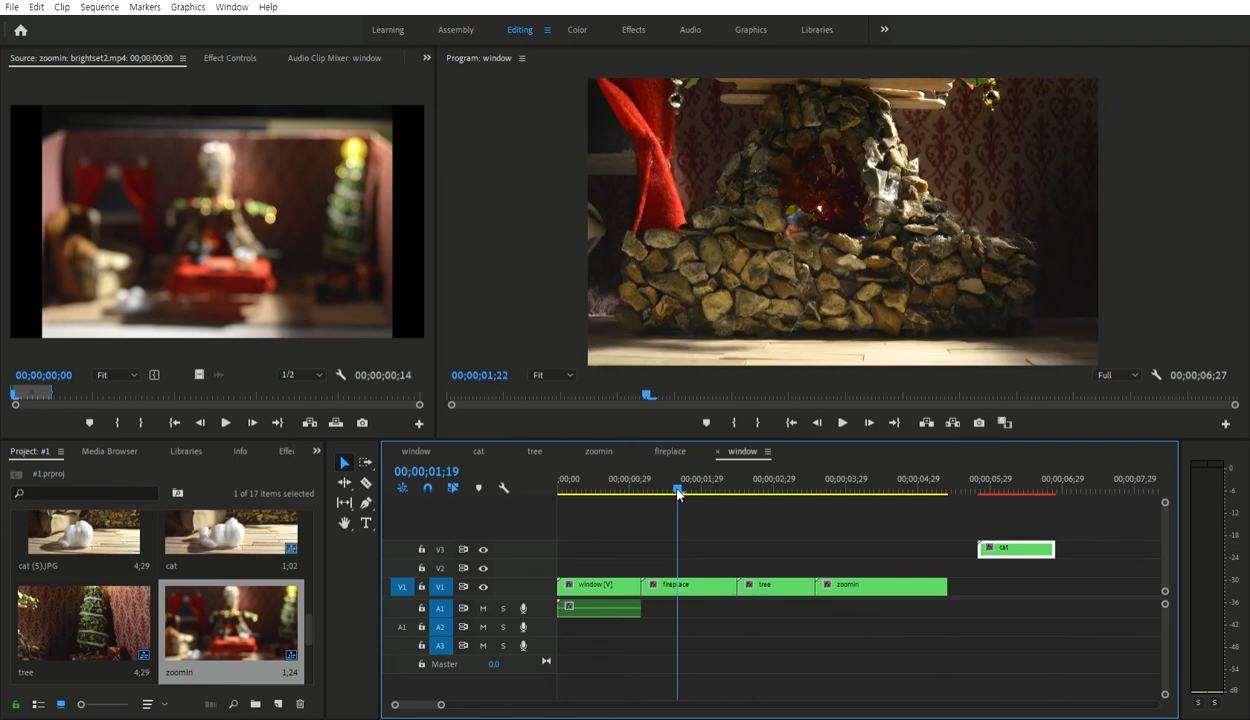 File Edit Clip Sequence Markers Graphics Window Help
Learning Assembly Editing Color Effects Audio Graphics Libraries
Source: zoomin: brightset2.mp4: 00;00;00;00 Effect Controls Audio Clip Mixer: window
Program: window
00;00;00;00 Fit 1/2 00;00;00;14
00;00;01;22 Fit Full 00;00;06;27
Project: #1 Media Browser Libraries Info Effe
#1.prproj
1 of 17 items selected
cat (5).JPG 4;29
cat 1;02
tree 4;29
zoomin 1;24
window cat tree zoomin fireplace × window
00;00;01;19
;00;00 00;00;00;29 00;00;01;29 00;00;02;29 00;00;03;29 00;00;04;29 00;00;05;29 00;00;06;29 00;00;07;29
V3 cat
V2
V1 V1 window [V] fireplace tree zoomin
A1 M S
A1 A2 M S
A3 M S
Master 0.0
0
-6
-12
-18
-24
-30
-36
-42
-48
-54
dB
S S